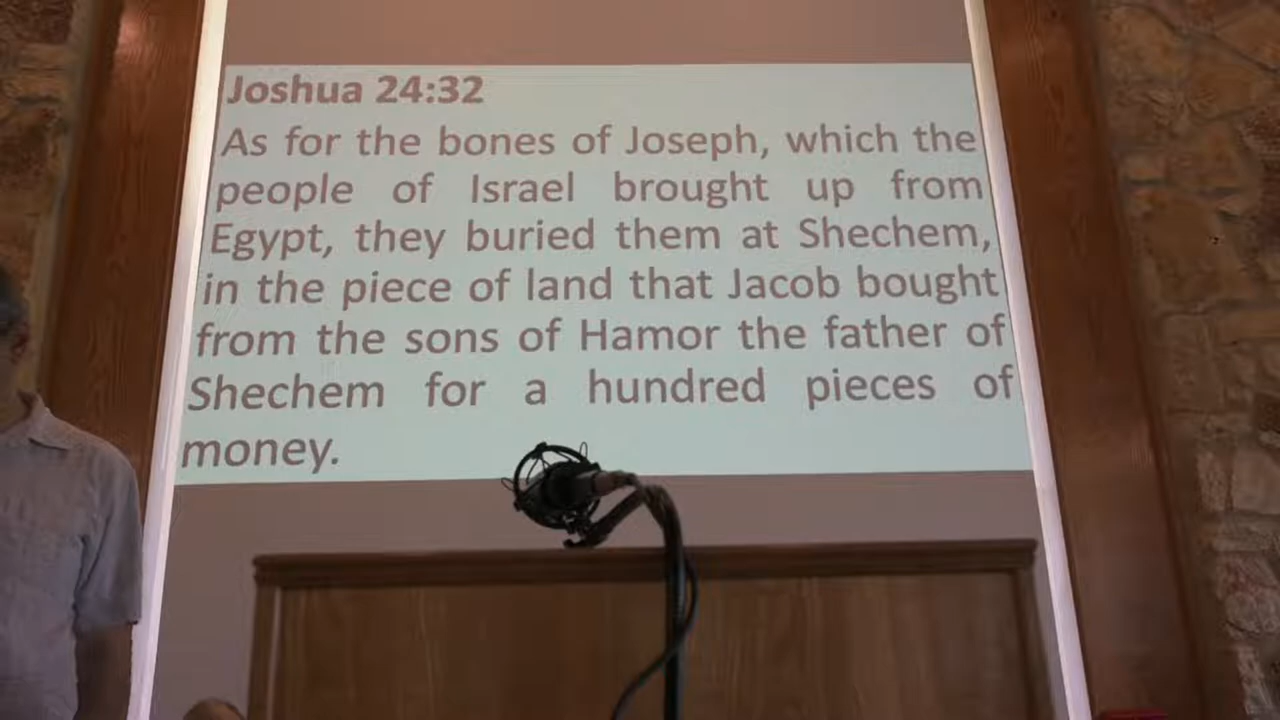 Joshua 24:32
As for the bones of Joseph, which the
people of Israel brought up from
Egypt, they buried them at Shechem,
in the piece of land that Jacob bought
from the sons of Hamor the father of
Shechem for a hundred pieces of
money.